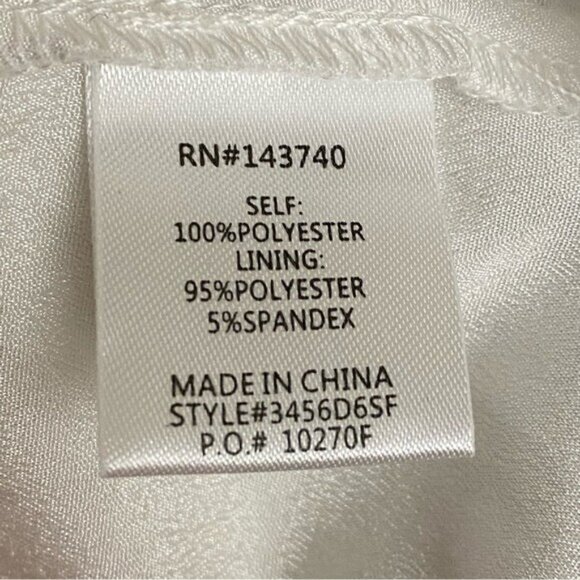 RN#143740
SELF:
100%POLYESTER
LINING:
95%POLYESTER
5%SPANDEX
MADE IN CHINA
STYLE#3456D6SF
P.O.# 10270F